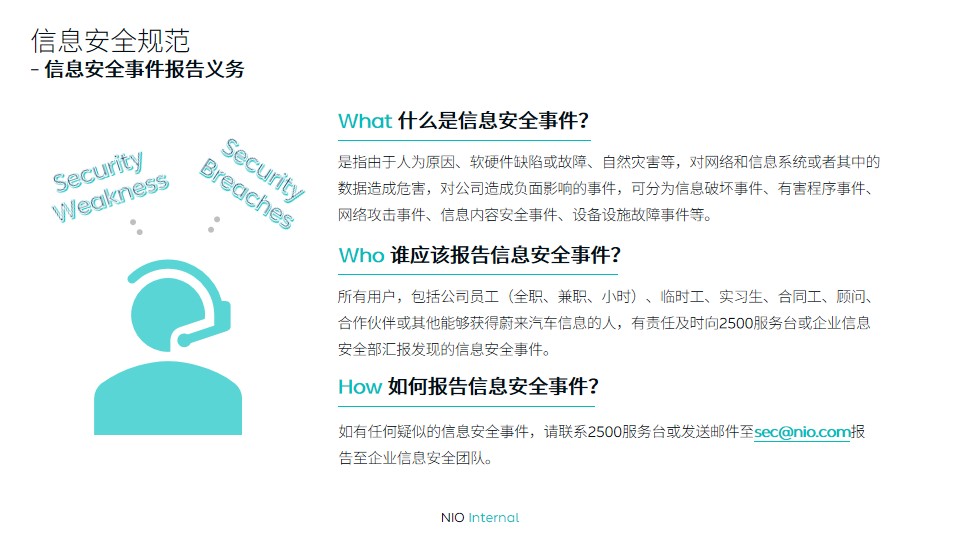 信息安全规范
- 信息安全事件报告义务
Security
Weakness
Security
Breaches
What 什么是信息安全事件？
是指由于人为原因、软硬件缺陷或故障、自然灾害等，对网络和信息系统或者其中的
数据造成危害，对公司造成负面影响的事件，可分为信息破坏事件、有害程序事件、
网络攻击事件、信息内容安全事件、设备设施故障事件等。
Who 谁应该报告信息安全事件？
所有用户，包括公司员工（全职、兼职、小时）、临时工、实习生、合同工、顾问、
合作伙伴或其他能够获得蔚来汽车信息的人，有责任及时向2500服务台或企业信息
安全部汇报发现的信息安全事件。
How 如何报告信息安全事件？
如有任何疑似的信息安全事件，请联系2500服务台或发送邮件至sec@nio.com报
告至企业信息安全团队。
NIO Internal